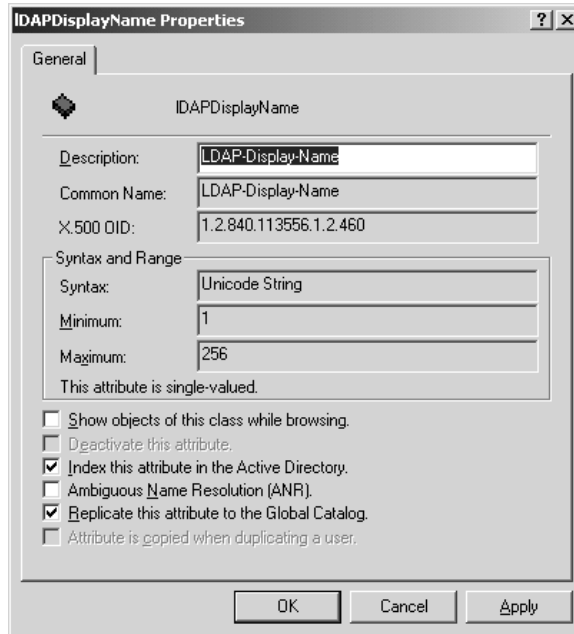 lDAPDisplayName Properties
General
lDAPDisplayName
Description: LDAP-Display-Name
Common Name: LDAP-Display-Name
X.500 OID: 1.2.840.113556.1.2.460
Syntax and Range
Syntax: Unicode String
Minimum: 1
Maximum: 256
This attribute is single-valued.
Show objects of this class while browsing.
Deactivate this attribute.
Index this attribute in the Active Directory.
Ambiguous Name Resolution (ANR).
Replicate this attribute to the Global Catalog.
Attribute is copied when duplicating a user.
OK Cancel Apply